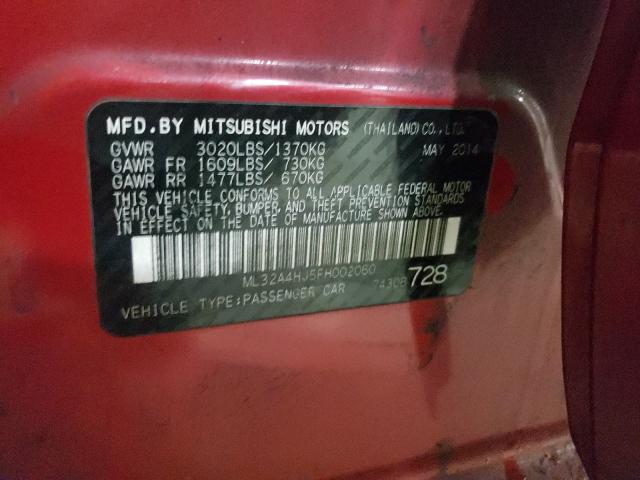 MFD.BY MITSUBISHI MOTORS (THAILAND) CO.,LTD.
GVWR 3020LBS/1370KG MAY 2014
GAWR FR 1609LBS/ 730KG
GAWR RR 1477LBS/ 670KG
THIS VEHICLE CONFORMS TO ALL APPLICABLE FEDERAL MOTOR
VEHICLE SAFETY, BUMPER, AND THEFT PREVENTION STANDARDS
IN EFFECT ON THE DATE OF MANUFACTURE SHOWN ABOVE.
ML32A4HJ5FH002060
VEHICLE TYPE:PASSENGER CAR 7430B 728